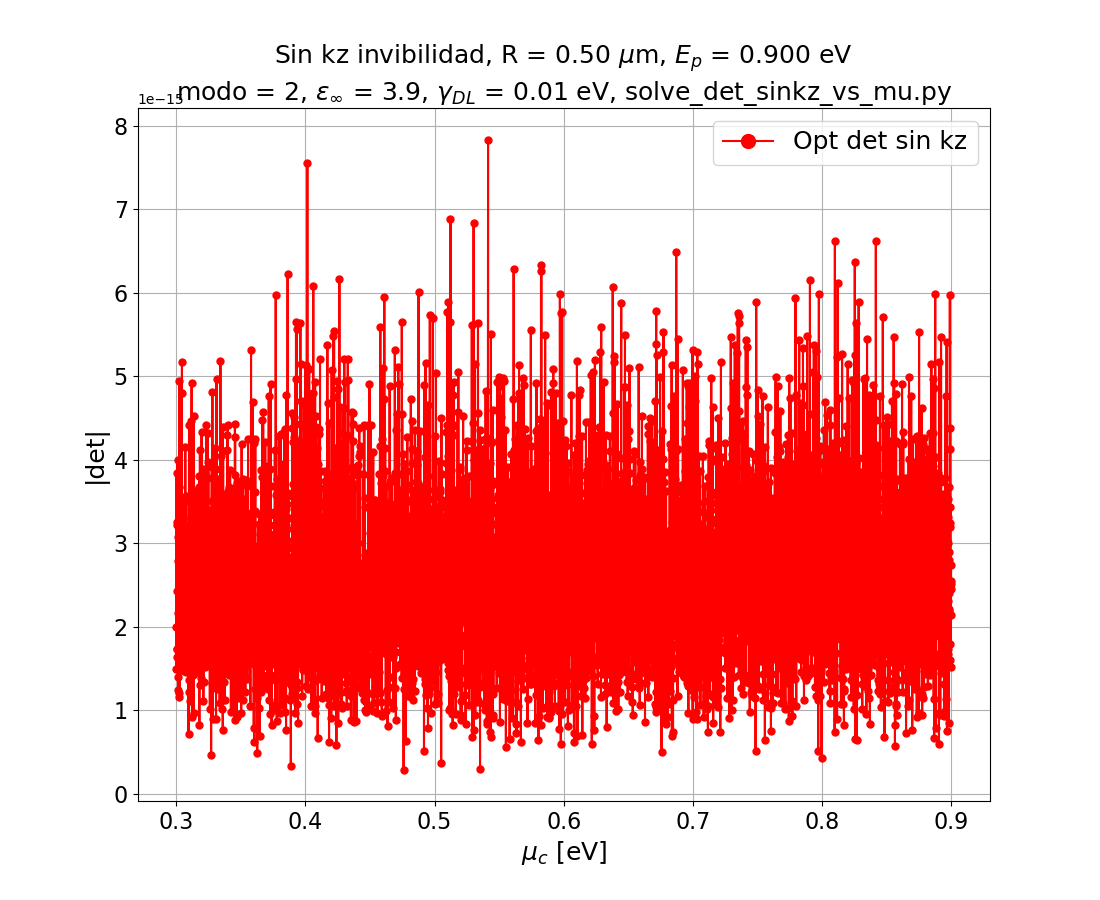 Sin kz invibilidad, R = 0.50 μm, E_p = 0.900 eV
modo = 2, ε_∞ = 3.9, γ_DL = 0.01 eV, solve_det_sinkz_vs_mu.py
1e−15
Opt det sin kz
8
7
6
5
4
3
2
1
0
|det|
0.3 0.4 0.5 0.6 0.7 0.8 0.9
μ_c [eV]